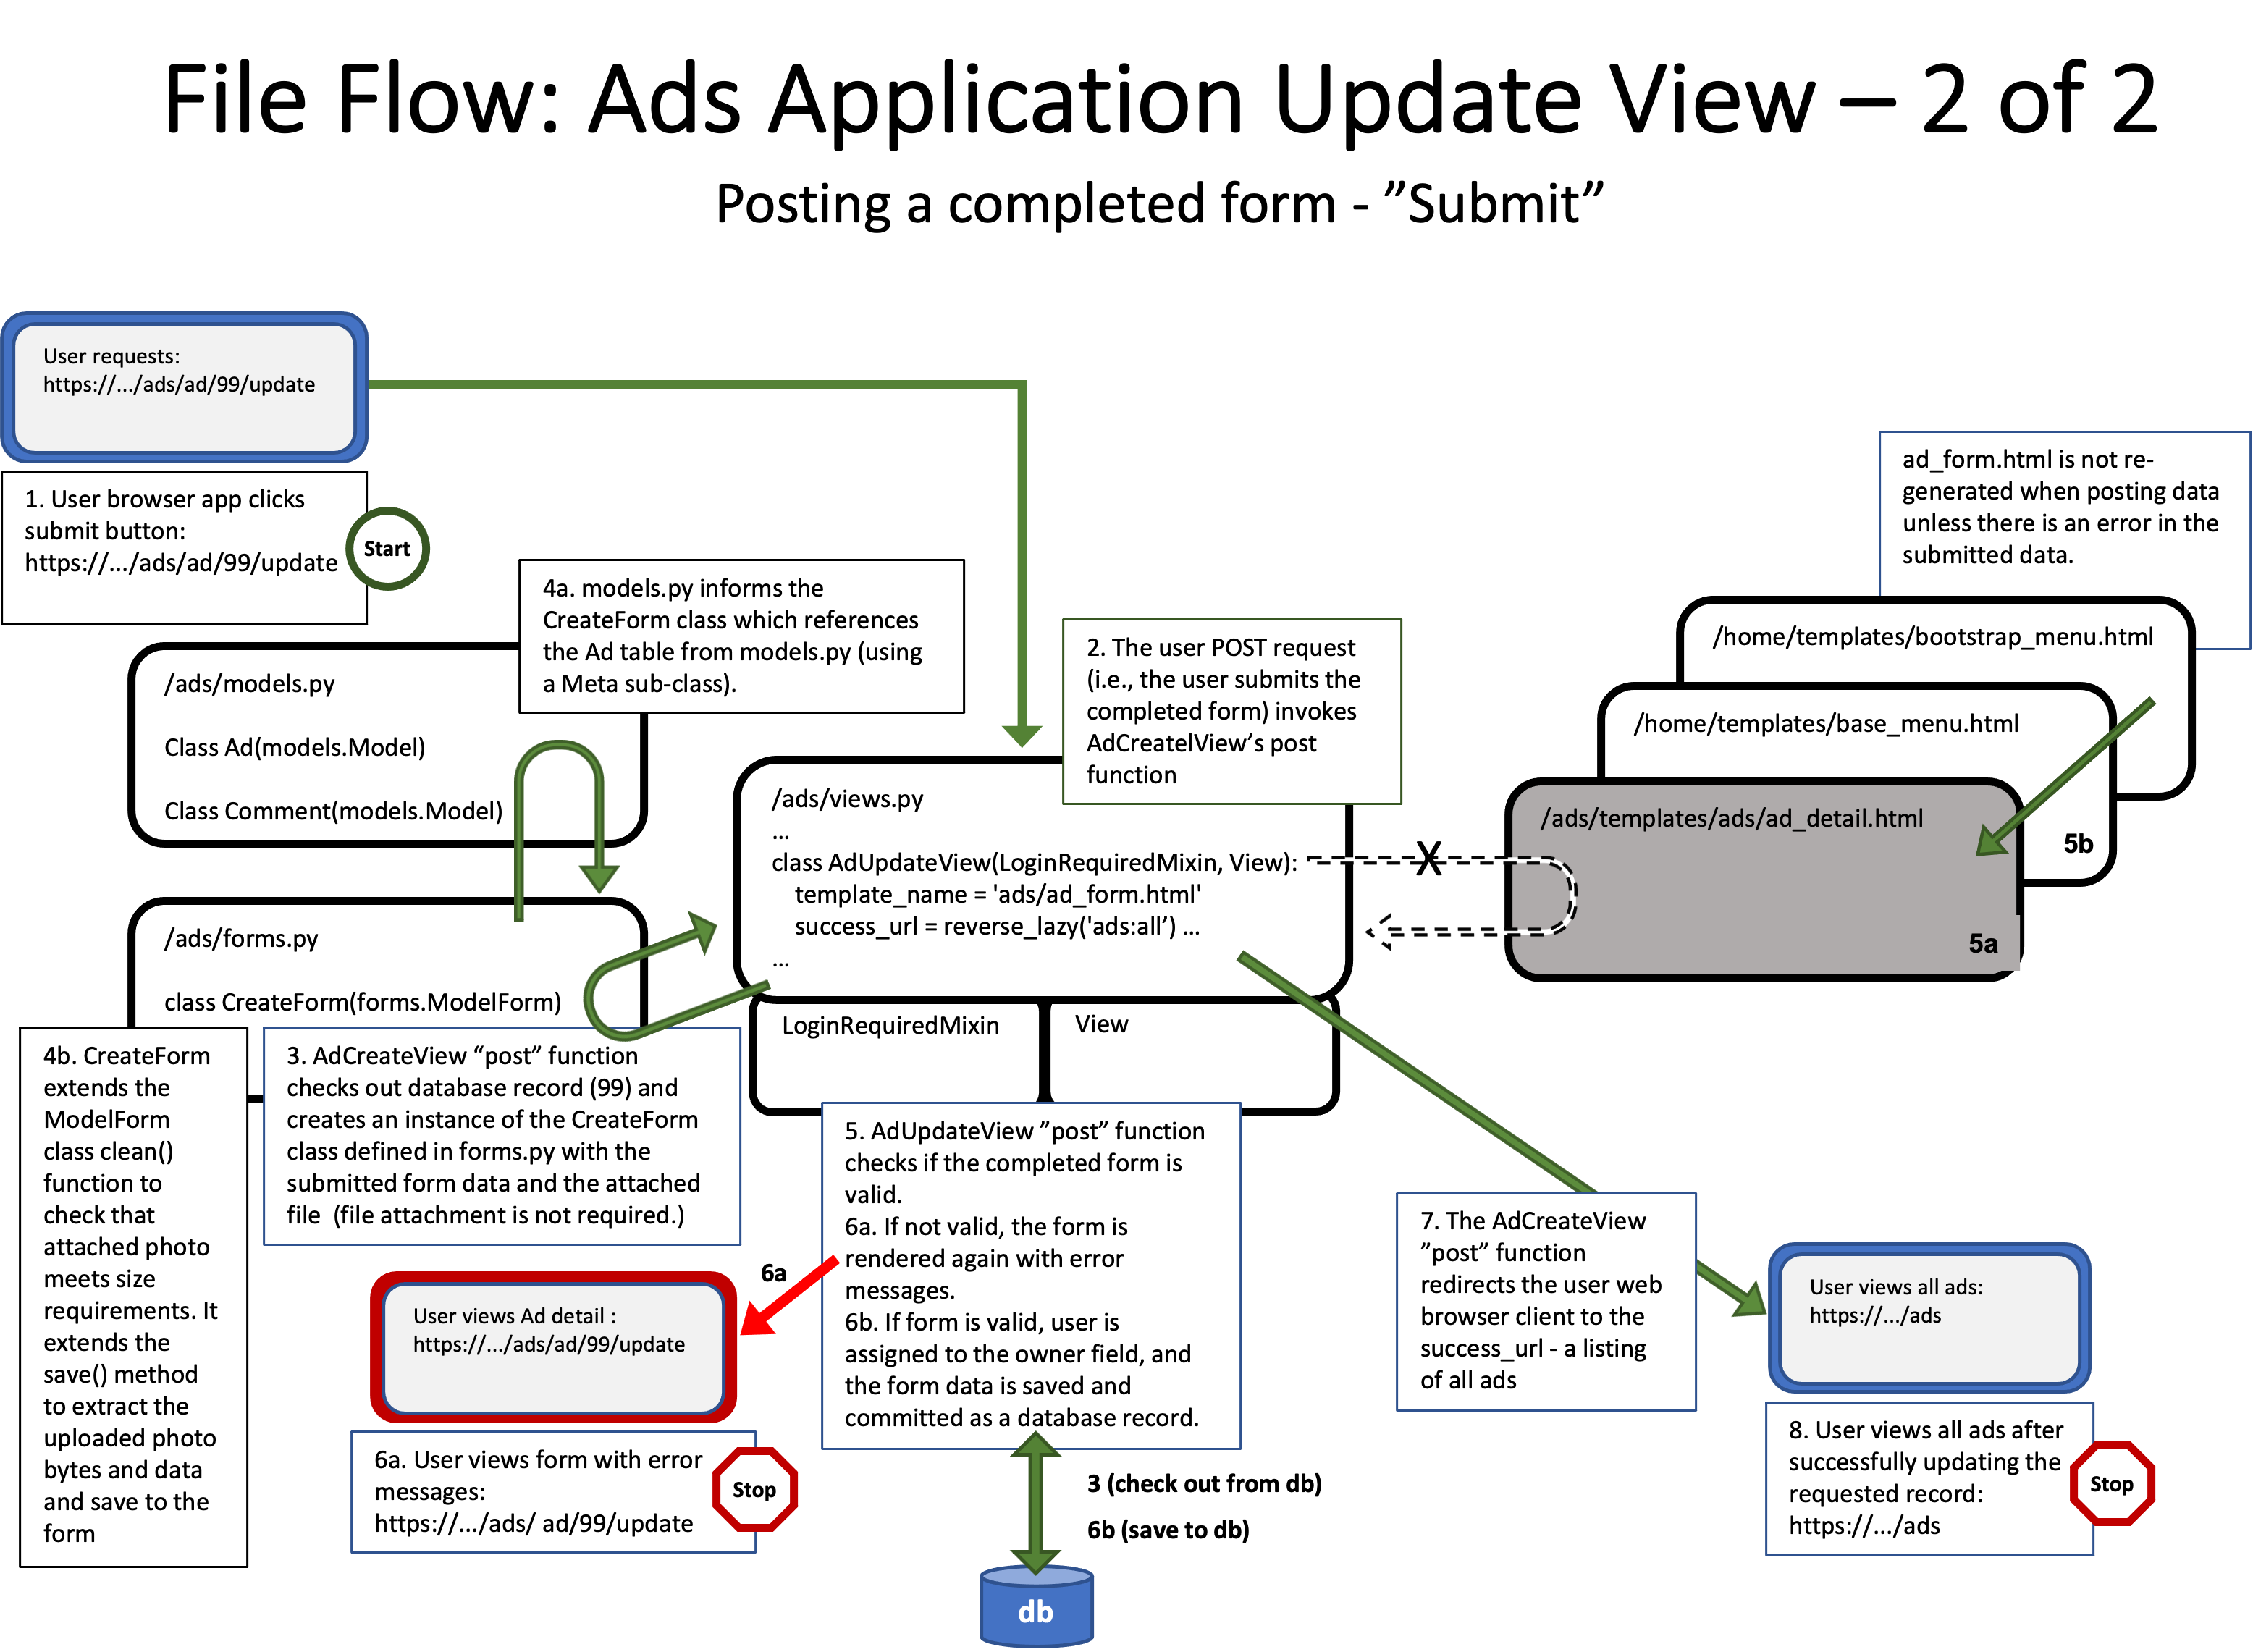 File Flow: Ads Application Update View – 2 of 2
Posting a completed form - ”Submit”
User requests:
https://.../ads/ad/99/update
1. User browser app clicks
submit button:
https://.../ads/ad/99/update
Start
/ads/models.py
Class Ad(models.Model)
Class Comment(models.Model)
4a. models.py informs the
CreateForm class which references
the Ad table from models.py (using
a Meta sub-class).
2. The user POST request
(i.e., the user submits the
completed form) invokes
AdCreatelView’s post
function
ad_form.html is not re-
generated when posting data
unless there is an error in the
submitted data.
/home/templates/bootstrap_menu.html
/home/templates/base_menu.html
5b
/ads/templates/ads/ad_detail.html
5a
/ads/views.py
...
class AdUpdateView(LoginRequiredMixin, View):
template_name = 'ads/ad_form.html'
success_url = reverse_lazy('ads:all’) ...
...
X
LoginRequiredMixin
View
/ads/forms.py
class CreateForm(forms.ModelForm)
4b. CreateForm
extends the
ModelForm
class clean()
function to
check that
attached photo
meets size
requirements. It
extends the
save() method
to extract the
uploaded photo
bytes and data
and save to the
form
3. AdCreateView “post” function
checks out database record (99) and
creates an instance of the CreateForm
class defined in forms.py with the
submitted form data and the attached
file  (file attachment is not required.)
5. AdUpdateView ”post” function
checks if the completed form is
valid.
6a. If not valid, the form is
rendered again with error
messages.
6b. If form is valid, user is
assigned to the owner field, and
the form data is saved and
committed as a database record.
6a
User views Ad detail :
https://.../ads/ad/99/update
6a. User views form with error
messages:
https://.../ads/ ad/99/update
Stop
3 (check out from db)
6b (save to db)
db
7. The AdCreateView
”post” function
redirects the user web
browser client to the
success_url - a listing
of all ads
User views all ads:
https://.../ads
8. User views all ads after
successfully updating the
requested record:
https://.../ads
Stop